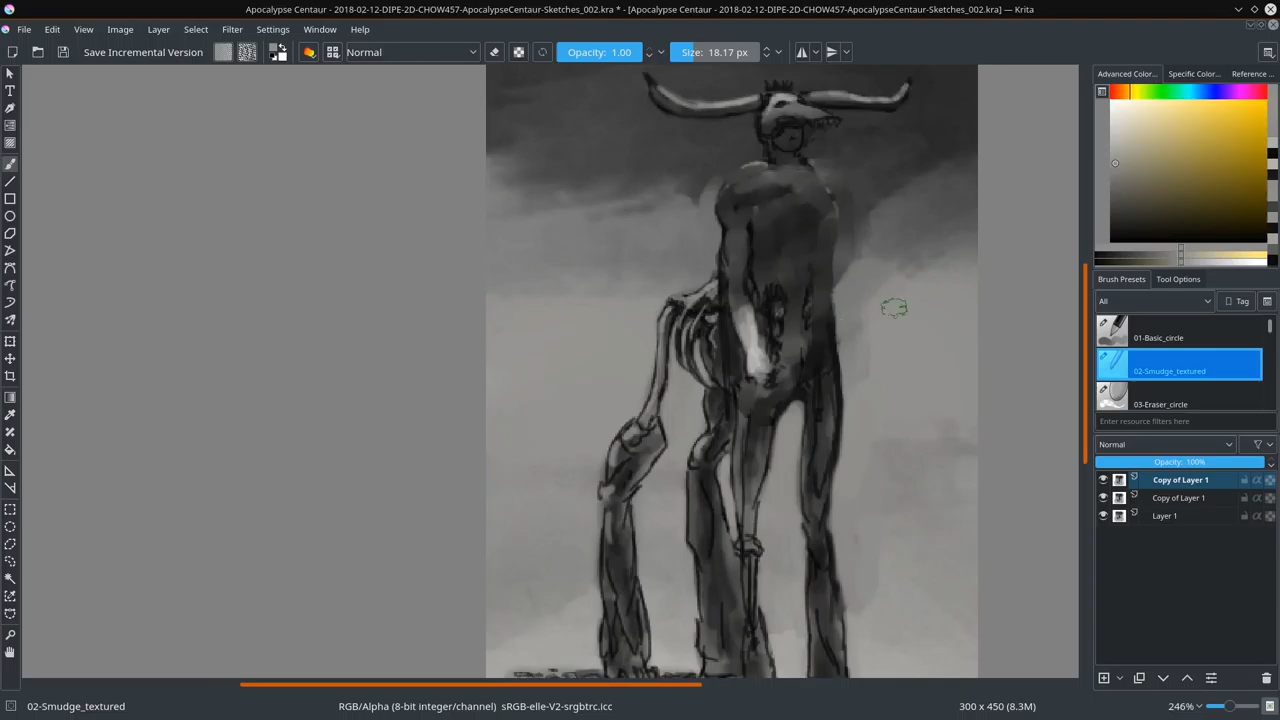 Apocalypse Centaur - 2018-02-12-DIPE-2D-CHOW457-ApocalypseCentaur-Sketches_002.kra * - [Apocalypse Centaur - 2018-02-12-DIPE-2D-CHOW457-ApocalypseCentaur-Sketches_002.kra] — Krita
File Edit View Image Layer Select Filter Settings Window Help
Save Incremental Version Normal Opacity: 1.00 Size: 18.17 px
Advanced Color... Specific Color... Reference ...
Brush Presets Tool Options
All Tag
01-Basic_circle
02-Smudge_textured
03-Eraser_circle
Enter resource filters here
Normal
Opacity: 100%
Copy of Layer 1
Copy of Layer 1
Layer 1
02-Smudge_textured RGB/Alpha (8-bit integer/channel) sRGB-elle-V2-srgbtrc.icc 300 x 450 (8.3M) 246%